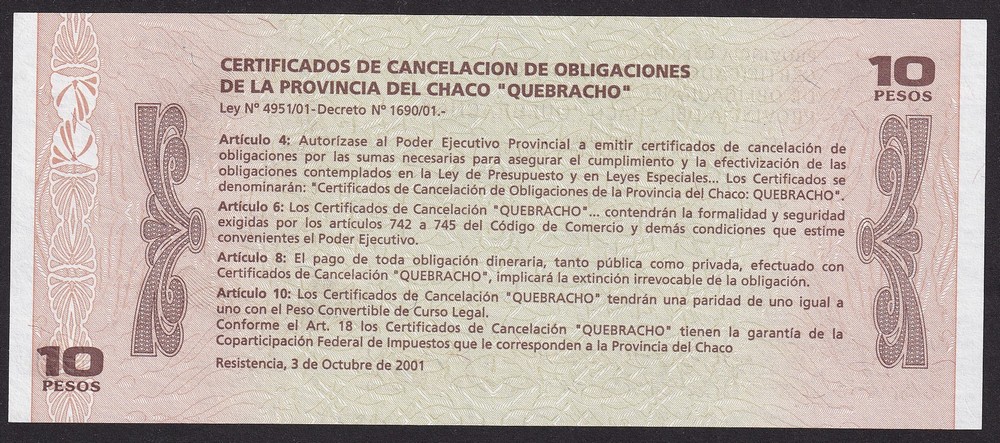 CERTIFICADOS DE CANCELACION DE OBLIGACIONES
DE LA PROVINCIA DEL CHACO "QUEBRACHO"
Ley Nº 4951/01-Decreto Nº 1690/01.-
10
PESOS
Artículo 4: Autorízase al Poder Ejecutivo Provincial a emitir certificados de cancelación de
obligaciones por las sumas necesarias para asegurar el cumplimiento y la efectivización de las
obligaciones contemplados en la Ley de Presupuesto y en Leyes Especiales... Los Certificados se
denominarán: "Certificados de Cancelación de Obligaciones de la Provincia del Chaco: QUEBRACHO".
Artículo 6: Los Certificados de Cancelación "QUEBRACHO"... contendrán la formalidad y seguridad
exigidas por los artículos 742 a 745 del Código de Comercio y demás condiciones que estime
convenientes el Poder Ejecutivo.
Artículo 8: El pago de toda obligación dineraria, tanto pública como privada, efectuado con
Certificados de Cancelación "QUEBRACHO", implicará la extinción irrevocable de la obligación.
Artículo 10: Los Certificados de Cancelación "QUEBRACHO" tendrán una paridad de uno igual a
uno con el Peso Convertible de Curso Legal.
Conforme el Art. 18 los Certificados de Cancelación "QUEBRACHO" tienen la garantía de la
Coparticipación Federal de Impuestos que le corresponden a la Provincia del Chaco
Resistencia, 3 de Octubre de 2001
10
PESOS